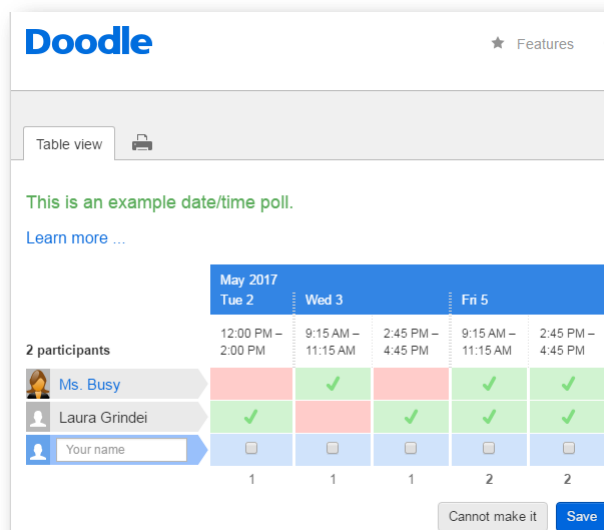 Doodle
Features
Table view
This is an example date/time poll.
Learn more ...
May 2017
Tue 2 Wed 3 Fri 5
12:00 PM – 9:15 AM – 2:45 PM – 9:15 AM – 2:45 PM –
2 participants 2:00 PM 11:15 AM 4:45 PM 11:15 AM 4:45 PM
Ms. Busy
Laura Grindei
Your name
1 1 1 2 2
Cannot make it Save